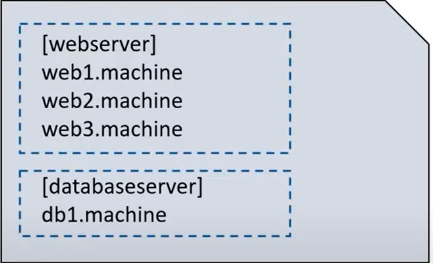 [webserver]
web1.machine
web2.machine
web3.machine
[databaseserver]
db1.machine